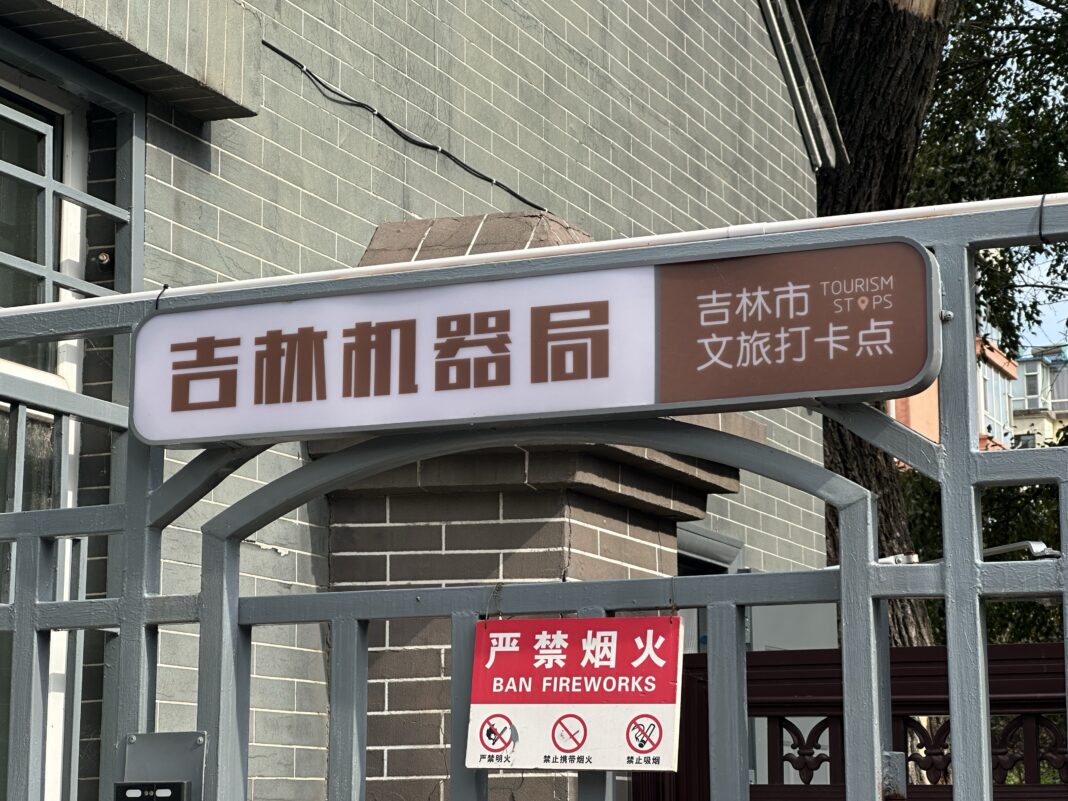 吉林机器局
吉林市
TOURISM
STOPS
文旅打卡点
严禁烟火
BAN FIREWORKS
严禁明火
禁止携带烟火
禁止吸烟